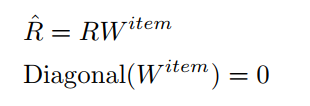 R̂ = RW^{item}
Diagonal(W^{item}) = 0